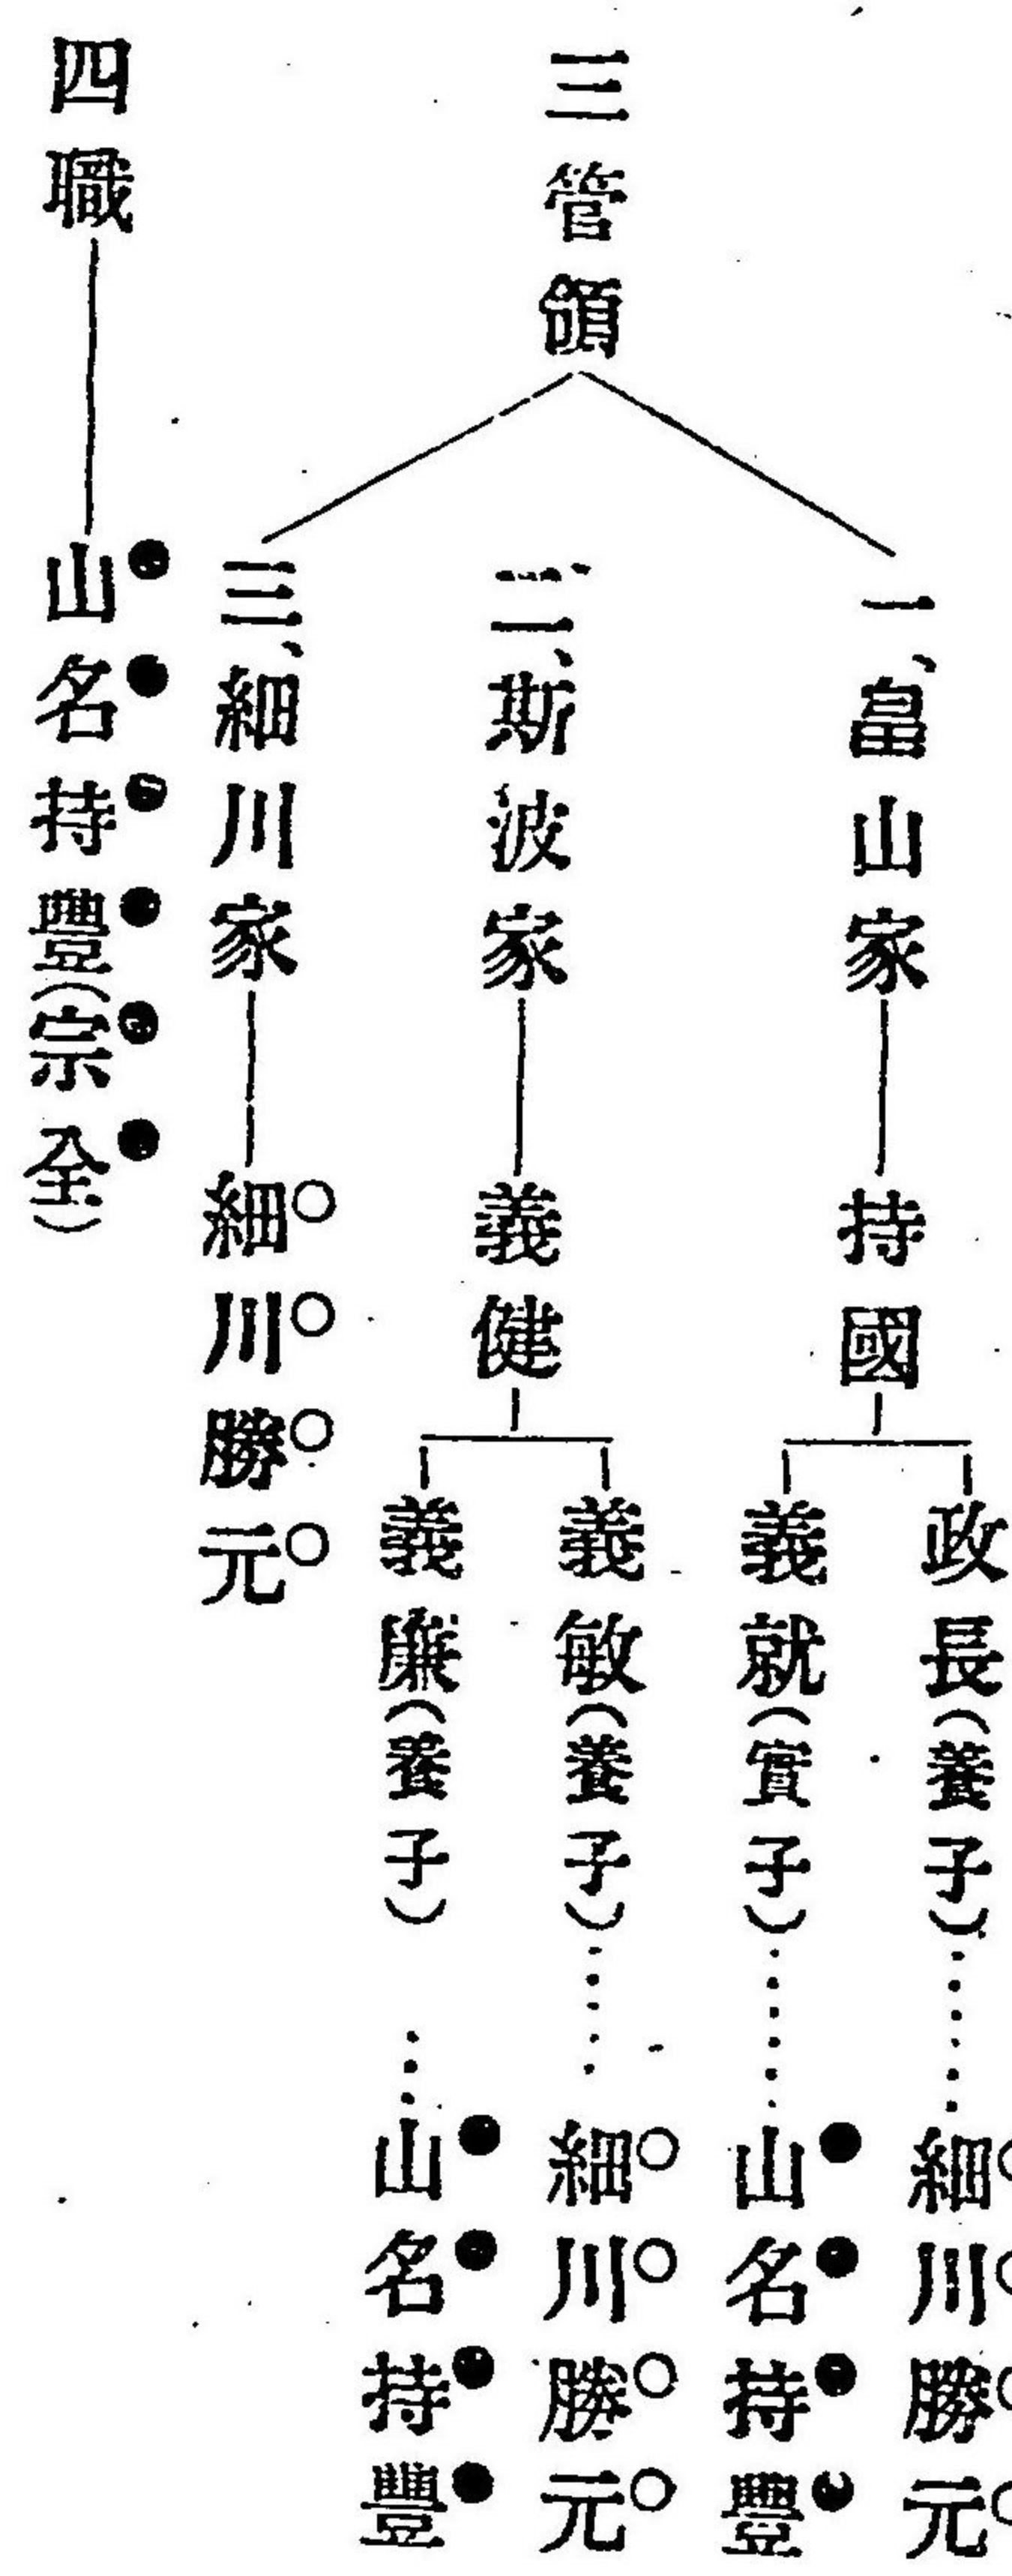 三管領
一、畠山家
持國
政長(養子)……細川勝元
義就(實子)……山名持豐
二、斯波家
義健
義敏(養子)……細川勝元
義廉(養子)……山名持豐
三、細川家
細川勝元
四職
山名持豐(宗全)